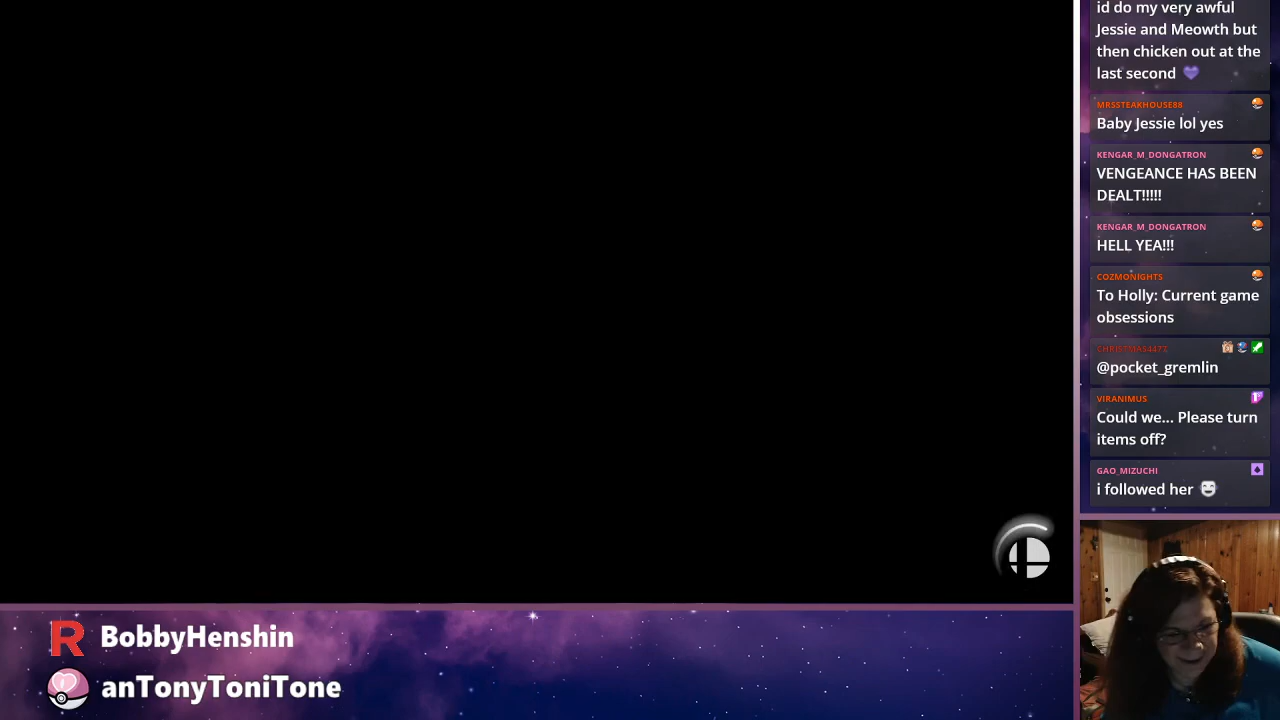 id do my very awful
Jessie and Meowth but
then chicken out at the
last second
MRSSTEAKHOUSE88
Baby Jessie lol yes
KENGAR_M_DONGATRON
VENGEANCE HAS BEEN
DEALT!!!!!
KENGAR_M_DONGATRON
HELL YEA!!!
COZMONIGHTS
To Holly: Current game
obsessions
CHRISTMAS4477
@pocket_gremlin
VIRANIMUS
Could we... Please turn
items off?
GAO_MIZUCHI
i followed her
R BobbyHenshin
anTonyToniTone